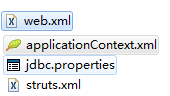 web.xml
applicationContext.xml
jdbc.properties
struts.xml